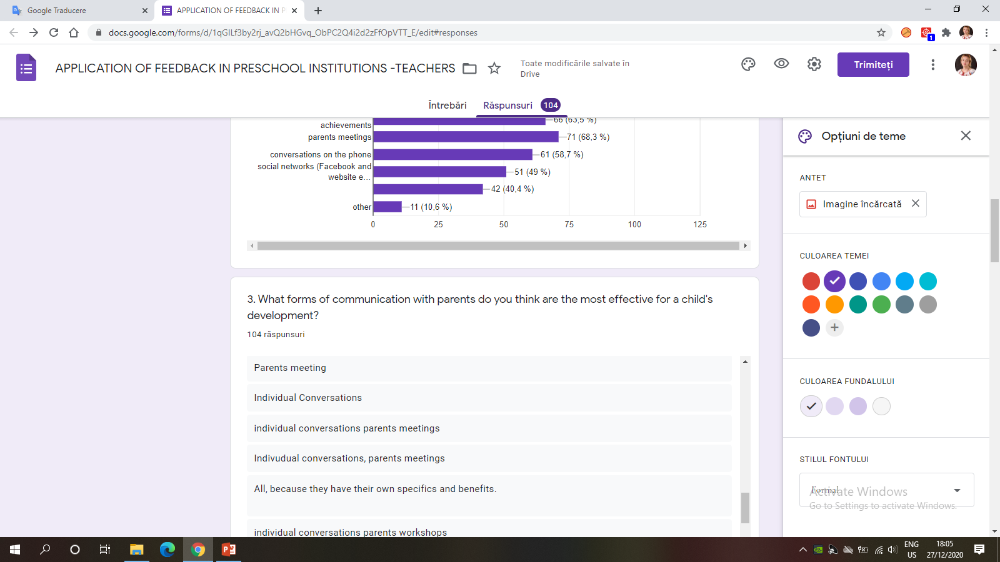 Google Traducere
APPLICATION OF FEEDBACK IN P
docs.google.com/forms/d/1qGILf3by2rj_avQ2bHGvq_ObPC2Q4i2d2zFfOpVTT_E/edit#responses
1
APPLICATION OF FEEDBACK IN PRESCHOOL INSTITUTIONS -TEACHERS
Toate modificările salvate în
Drive
Trimiteți
Întrebări
Răspunsuri 104
66 (63,5 %)
achievements
parents meetings
71 (68,3 %)
conversations on the phone
61 (58,7 %)
social networks (Facebook and
website e...
51 (49 %)
42 (40,4 %)
other
11 (10,6 %)
0 25 50 75 100 125
3. What forms of communication with parents do you think are the most effective for a child's
development?
104 răspunsuri
Parents meeting
Individual Conversations
individual conversations parents meetings
Indivudual conversations, parents meetings
All, because they have their own specifics and benefits.
individual conversations parents workshops
Opțiuni de teme
ANTET
Imagine încărcată
CULOAREA TEMEI
CULOAREA FUNDALULUI
STILUL FONTULUI
Formal
Activate Windows
Go to Settings to activate Windows.
ENG
US
18:05
27/12/2020